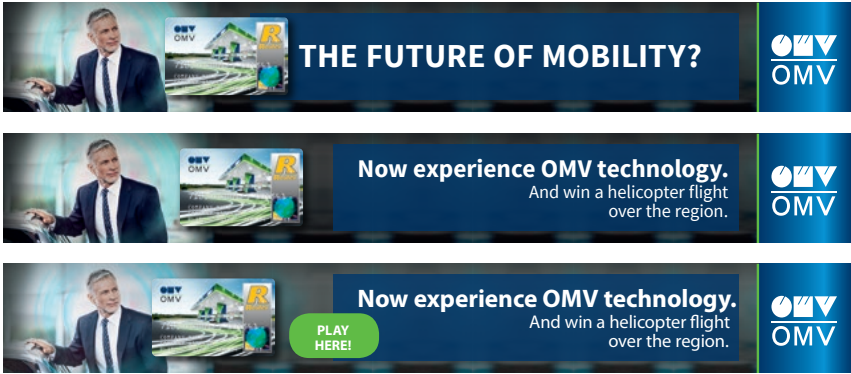 OMV
R
THE FUTURE OF MOBILITY?
OMV
OMV
R
Now experience OMV technology.
And win a helicopter flight
over the region.
OMV
OMV
R
PLAY
HERE!
Now experience OMV technology.
And win a helicopter flight
over the region.
OMV